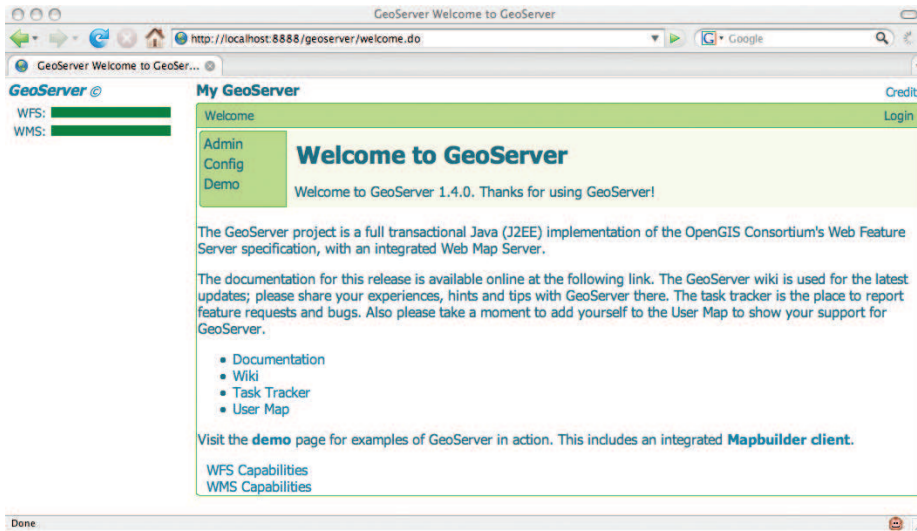 GeoServer Welcome to GeoServer
http://localhost:8888/geoserver/welcome.do
G Google
GeoServer Welcome to GeoSer...
GeoServer ©
WFS:
WMS:
My GeoServer
Credit
Welcome
Login
Admin
Config
Demo
Welcome to GeoServer
Welcome to GeoServer 1.4.0. Thanks for using GeoServer!
The GeoServer project is a full transactional Java (J2EE) implementation of the OpenGIS Consortium's Web Feature
Server specification, with an integrated Web Map Server.
The documentation for this release is available online at the following link. The GeoServer wiki is used for the latest
updates; please share your experiences, hints and tips with GeoServer there. The task tracker is the place to report
feature requests and bugs. Also please take a moment to add yourself to the User Map to show your support for
GeoServer.
• Documentation
• Wiki
• Task Tracker
• User Map
Visit the demo page for examples of GeoServer in action. This includes an integrated Mapbuilder client.
WFS Capabilities
WMS Capabilities
Done